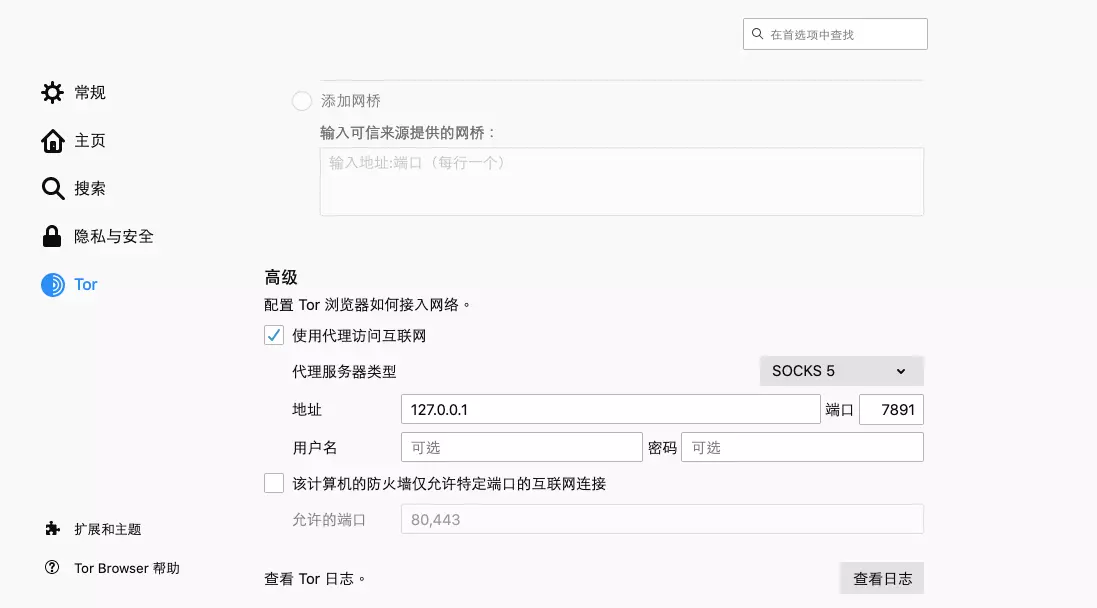 在首选项中查找
常规
主页
搜索
隐私与安全
Tor
扩展和主题
Tor Browser 帮助
添加网桥
输入可信来源提供的网桥：
输入地址:端口（每行一个）
高级
配置 Tor 浏览器如何接入网络。
使用代理访问互联网
代理服务器类型 SOCKS 5
地址 127.0.0.1 端口 7891
用户名 可选 密码 可选
该计算机的防火墙仅允许特定端口的互联网连接
允许的端口 80,443
查看 Tor 日志。 查看日志